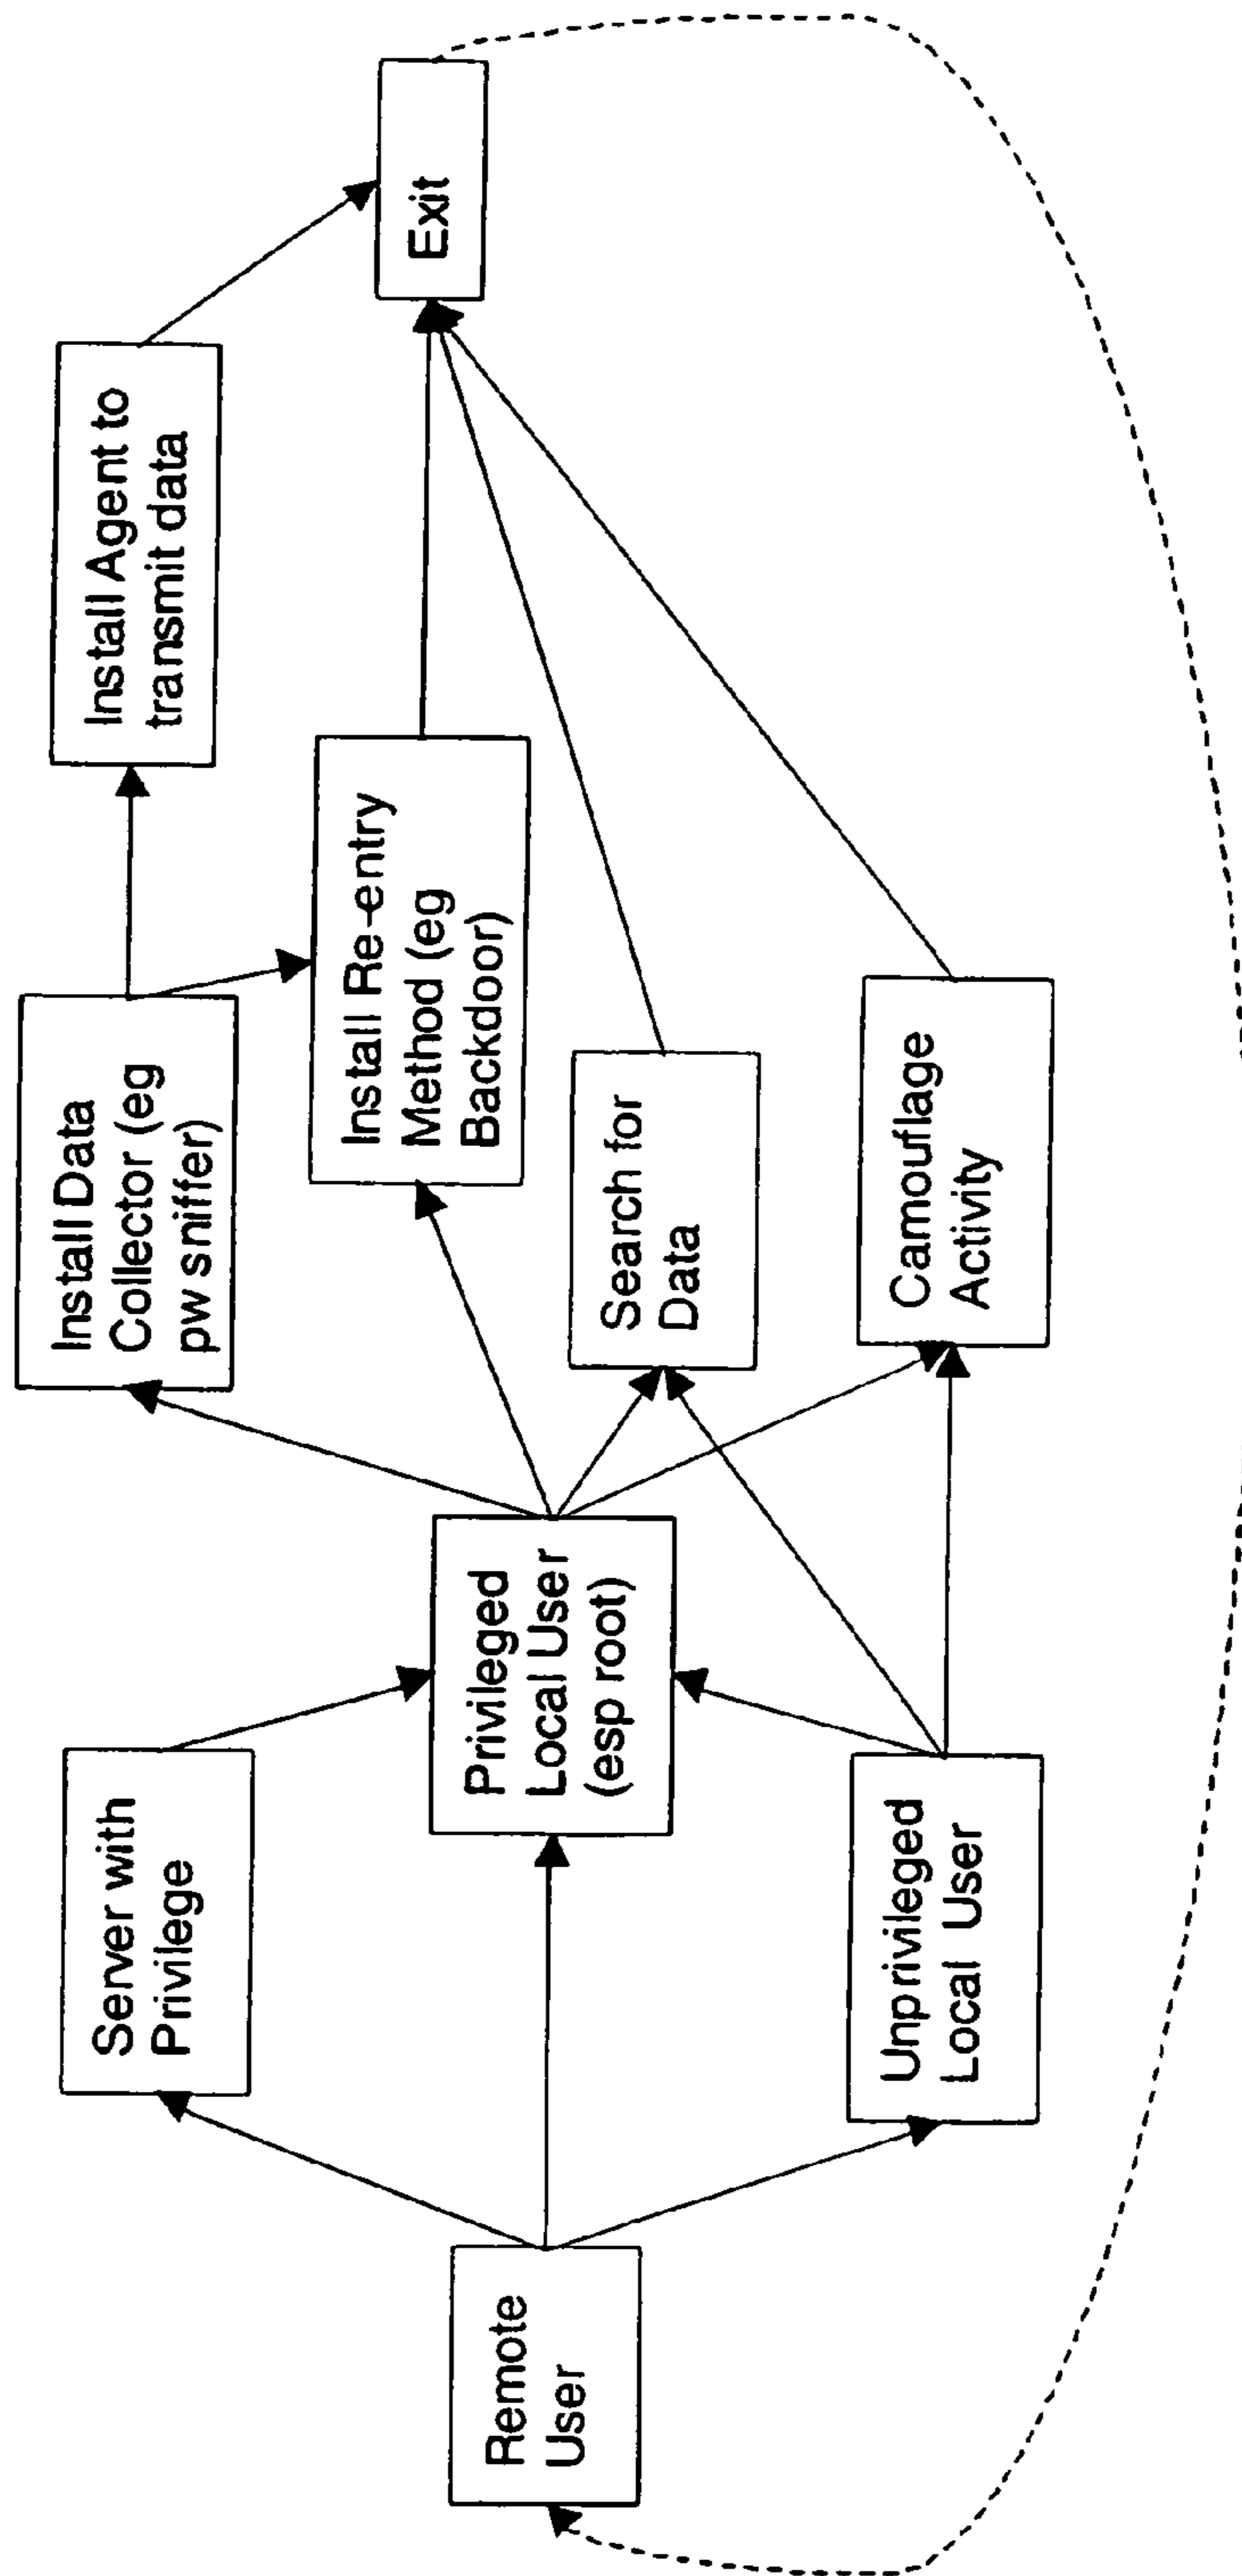 Remote
User
Server with
Privilege
Privileged
Local User
(esp root)
Unprivileged
Local User
Install Data
Collector (eg
pw sniffer)
Install Re-entry
Method (eg
Backdoor)
Search for
Data
Camouflage
Activity
Install Agent to
transmit data
Exit